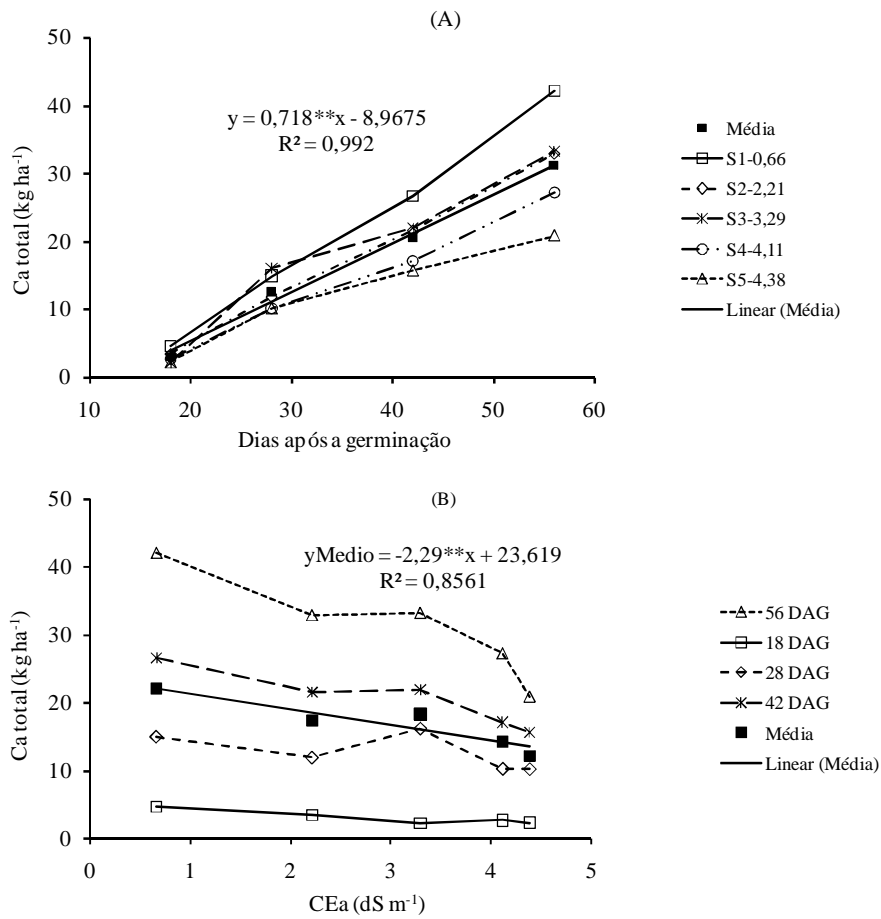 (A)
50
40
30
20
10
0
Ca total (kg ha⁻¹)
y = 0,718**x - 8,9675
R² = 0,992
10 20 30 40 50 60
Dias após a germinação
Média
S1-0,66
S2-2,21
S3-3,29
S4-4,11
S5-4,38
Linear (Média)
(B)
50
40
30
20
10
0
Ca total (kg ha⁻¹)
yMedio = -2,29**x + 23,619
R² = 0,8561
0 1 2 3 4 5
CEa (dS m⁻¹)
56 DAG
18 DAG
28 DAG
42 DAG
Média
Linear (Média)